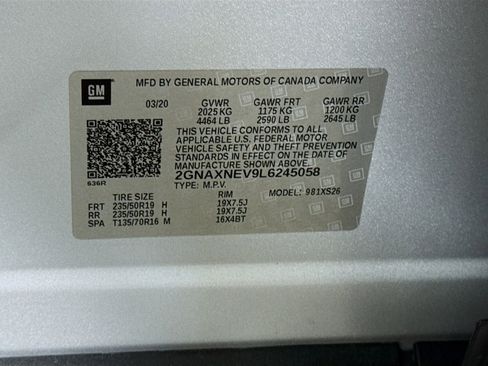 GM
MFD BY GENERAL MOTORS OF CANADA COMPANY
03/20 GVWR GAWR FRT GAWR RR
2025 KG 1175 KG 1200 KG
4464 LB 2590 LB 2645 LB
THIS VEHICLE CONFORMS TO ALL
APPLICABLE U.S. FEDERAL MOTOR
VEHICLE SAFETY AND THEFT PREVENTION
STANDARDS IN EFFECT ON THE DATE OF
MANUFACTURE SHOWN ABOVE.
2GNAXNEV9L6245058
TYPE: M.P.V. MODEL: 981XS26
636R
TIRE SIZE RIM
FRT 235/50R19 H 19X7.5J
RR 235/50R19 H 19X7.5J
SPA T135/70R16 M 16X4BT